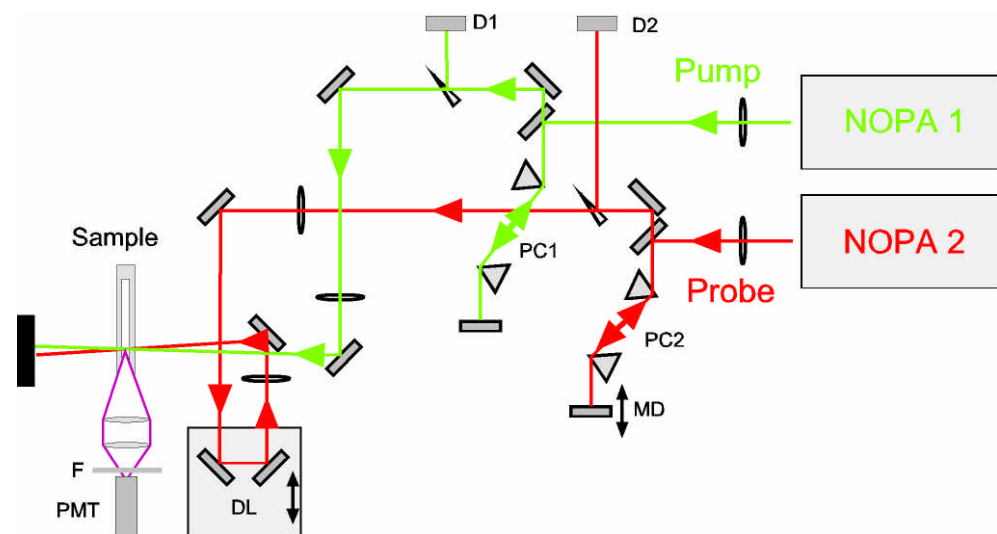 D1
D2
Pump
NOPA 1
Sample
PC1
NOPA 2
Probe
PC2
MD
F
DL
PMT